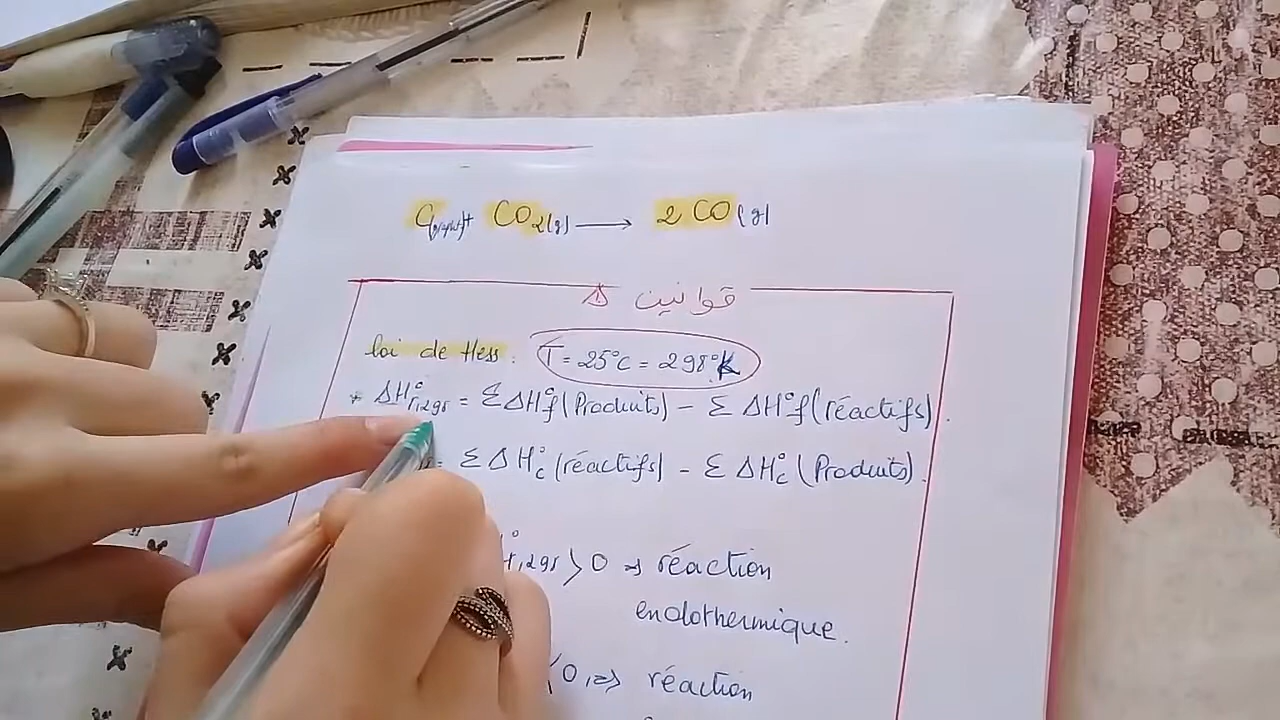 C(graph)+ CO2(g) → 2 CO(g)
قوانين ⚠
loi de Hess : T = 25°C = 298°K
* ΔH°r,298 = ΣΔH°f(Produits) - Σ ΔH°f(réactifs).
= ΣΔH°c(réactifs) - ΣΔH°c(Produits).
°r,298 > 0 => réaction
endothermique.
< 0 => réaction